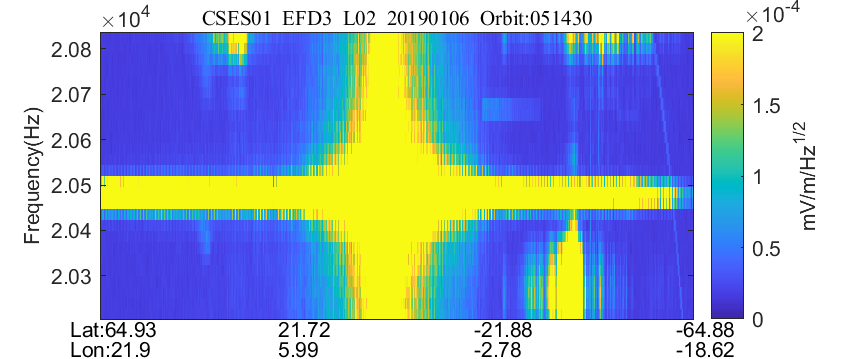 ×10⁴ CSES01 EFD3 L02 20190106 Orbit:051430 ×10⁻⁴
2.08
2.07
2.06
2.05
2.04
2.03
Frequency(Hz)
2
1.5
1
0.5
0
mV/m/Hz^1/2
Lat:64.93 21.72 -21.88 -64.88
Lon:21.9 5.99 -2.78 -18.62